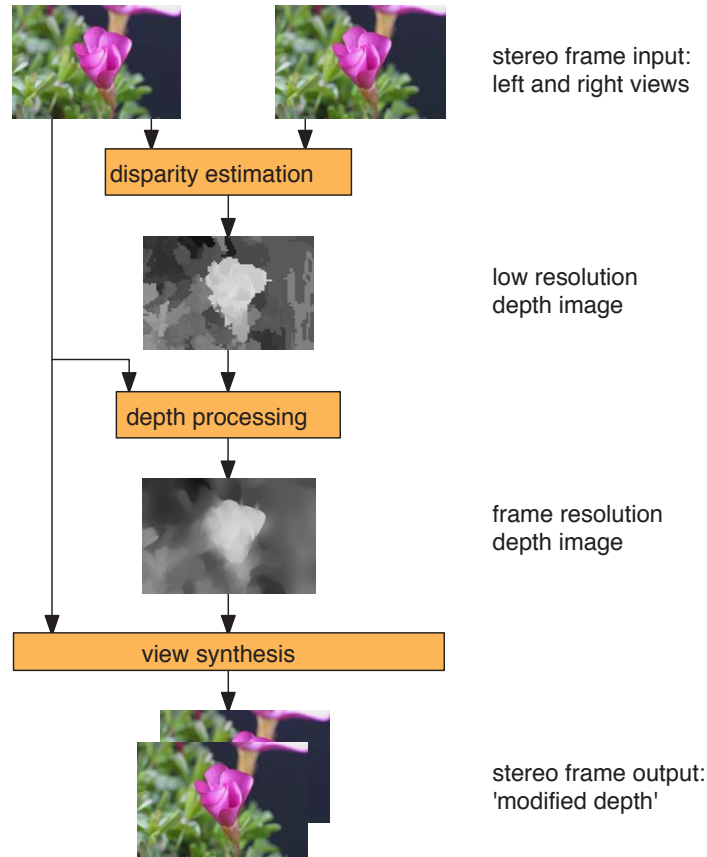 stereo frame input:
left and right views
disparity estimation
low resolution
depth image
depth processing
frame resolution
depth image
view synthesis
stereo frame output:
'modified depth'